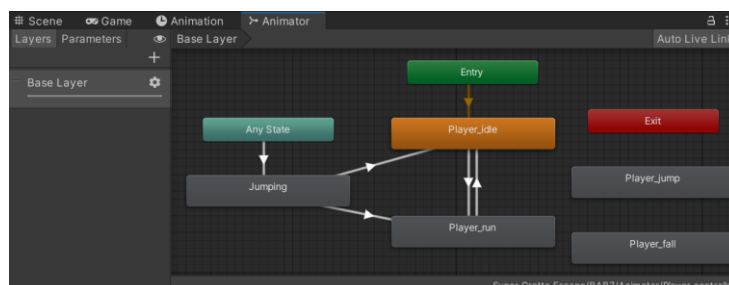 Scene Game Animation Animator
Layers Parameters Base Layer Auto Live Link
Base Layer
Entry
Any State Player_idle Exit
Jumping Player_jump
Player_run
Player_fall